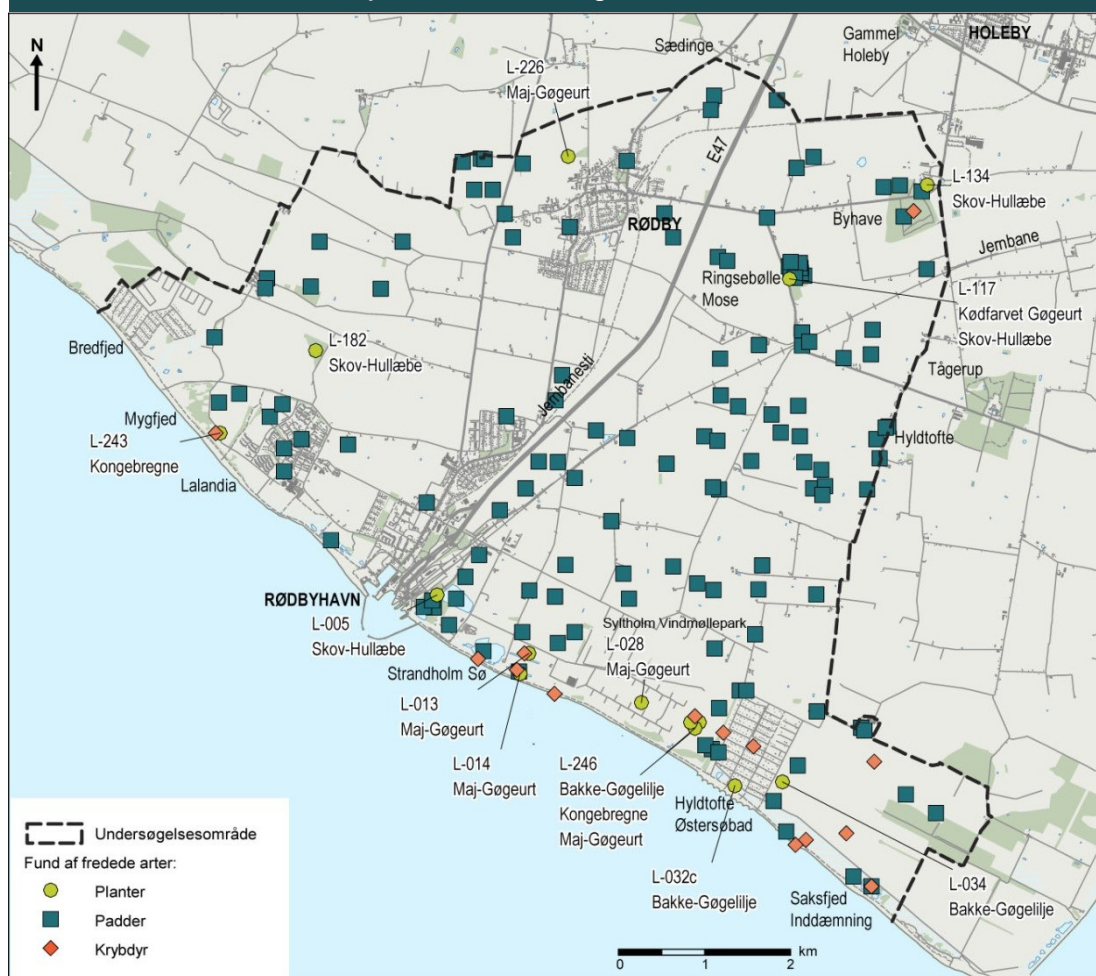 N
Sædinge
Gammel
Holeby
HOLEBY
L-226
Maj-Gøgeurt
E47
L-134
Skov-Hullæbe
Byhave
RØDBY
Jernbane
Ringsebølle
Mose
L-117
Kødfarvet Gøgeurt
Skov-Hullæbe
Bredfjed
L-182
Skov-Hullæbe
Tågerup
Jernbanesti
Mygfjed
L-243
Kongebregne
Hyldtofte
Lalandia
RØDBYHAVN
L-005
Skov-Hullæbe
Syltholm Vindmøllepark
L-028
Maj-Gøgeurt
Strandholm Sø
L-013
Maj-Gøgeurt
L-014
Maj-Gøgeurt
L-246
Bakke-Gøgelilje
Kongebregne
Maj-Gøgeurt
Hyldtofte
Østersøbad
L-032c
Bakke-Gøgelilje
Saksfjed
Inddæmning
L-034
Bakke-Gøgelilje
Undersøgelsesområde
Fund af fredede arter:
Planter
Padder
Krybdyr
km
0 1 2